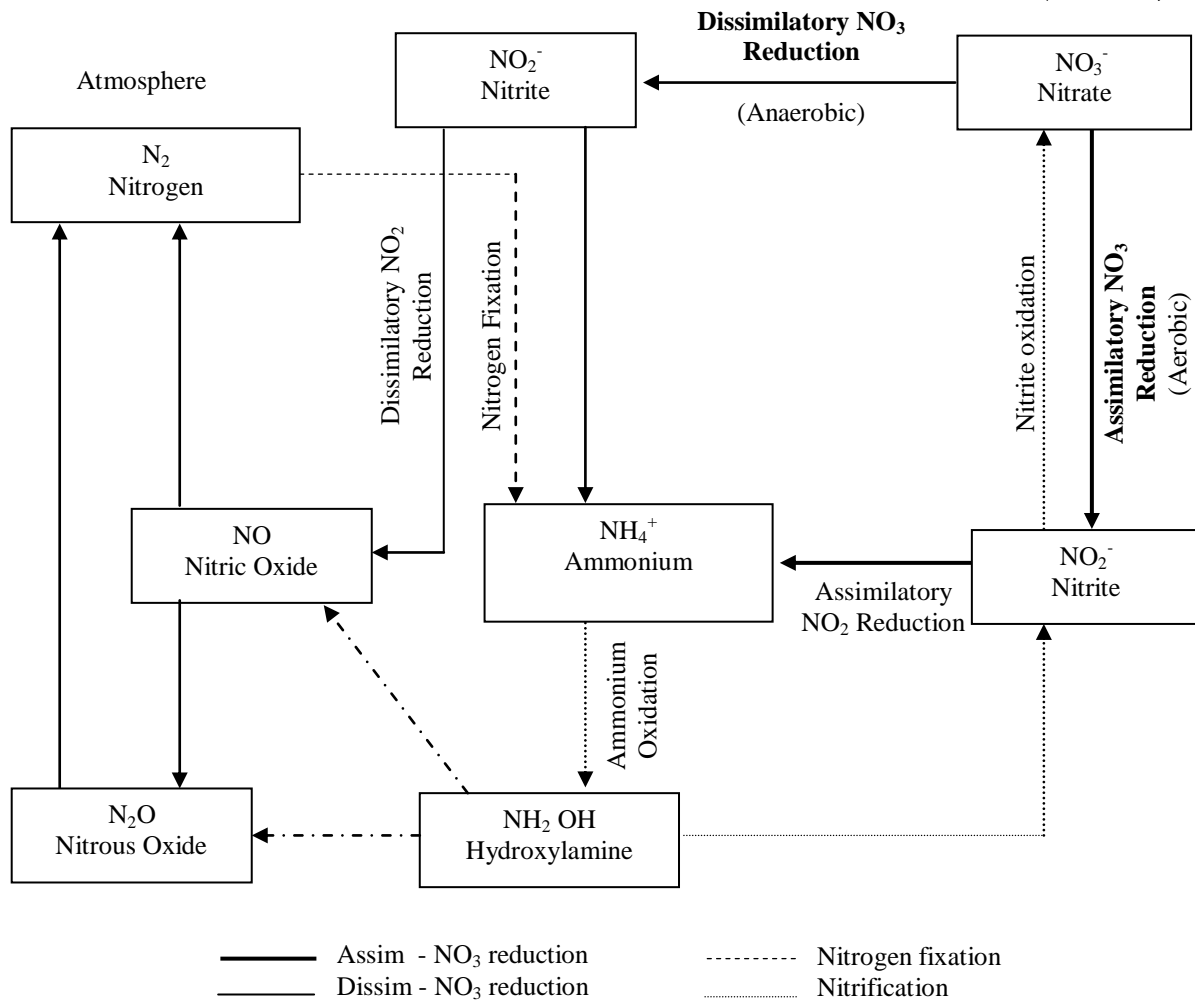 Dissimilatory NO3
Reduction
(Anaerobic)
NO2-
Nitrite
NO3-
Nitrate
Atmosphere
N2
Nitrogen
Dissimilatory NO2
Reduction
Nitrogen Fixation
Nitrite oxidation
Assimilatory NO3
Reduction
(Aerobic)
NO
Nitric Oxide
NH4+
Ammonium
NO2-
Nitrite
Assimilatory
NO2 Reduction
Ammonium
Oxidation
N2O
Nitrous Oxide
NH2 OH
Hydroxylamine
Assim - NO3 reduction
Dissim - NO3 reduction
Nitrogen fixation
Nitrification